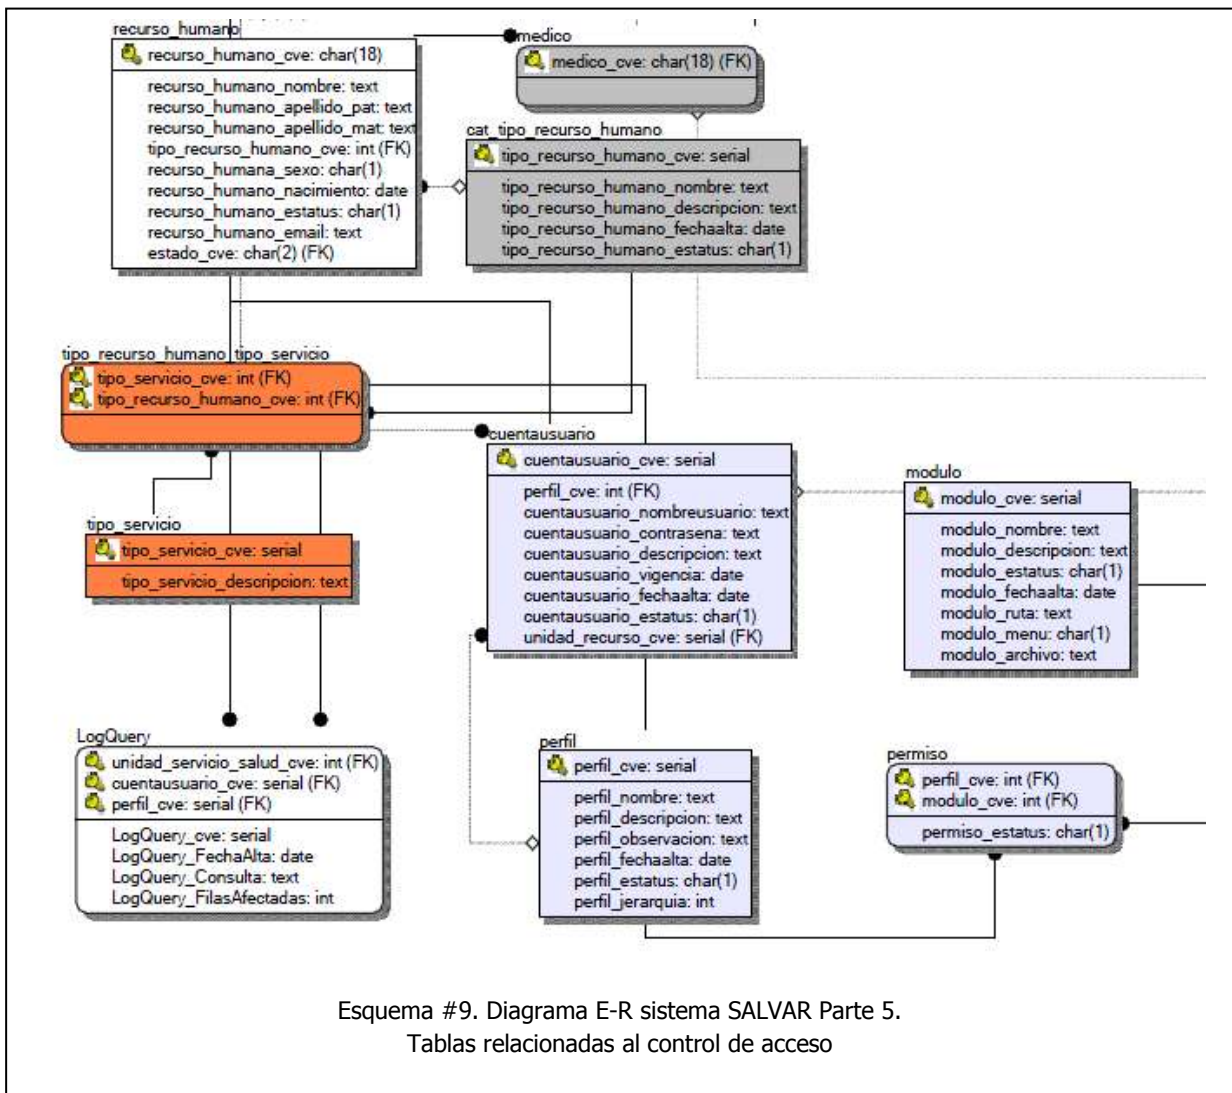 recurso_humano
recurso_humano_cve: char(18)
recurso_humano_nombre: text
recurso_humano_apellido_pat: text
recurso_humano_apellido_mat: text
tipo_recurso_humano_cve: int (FK)
recurso_humana_sexo: char(1)
recurso_humano_nacimiento: date
recurso_humano_estatus: char(1)
recurso_humano_email: text
estado_cve: char(2) (FK)
medico
medico_cve: char(18) (FK)
cat_tipo_recurso_humano
tipo_recurso_humano_cve: serial
tipo_recurso_humano_nombre: text
tipo_recurso_humano_descripcion: text
tipo_recurso_humano_fechaalta: date
tipo_recurso_humano_estatus: char(1)
tipo_recurso_humano_tipo_servicio
tipo_servicio_cve: int (FK)
tipo_recurso_humano_cve: int (FK)
tipo_servicio
tipo_servicio_cve: serial
tipo_servicio_descripcion: text
cuentausuario
cuentausuario_cve: serial
perfil_cve: int (FK)
cuentausuario_nombreusuario: text
cuentausuario_contrasena: text
cuentausuario_descripcion: text
cuentausuario_vigencia: date
cuentausuario_fechaalta: date
cuentausuario_estatus: char(1)
unidad_recurso_cve: serial (FK)
modulo
modulo_cve: serial
modulo_nombre: text
modulo_descripcion: text
modulo_estatus: char(1)
modulo_fechaalta: date
modulo_ruta: text
modulo_menu: char(1)
modulo_archivo: text
LogQuery
unidad_servicio_salud_cve: int (FK)
cuentausuario_cve: serial (FK)
perfil_cve: serial (FK)
LogQuery_cve: serial
LogQuery_FechaAlta: date
LogQuery_Consulta: text
LogQuery_FilasAfectadas: int
perfil
perfil_cve: serial
perfil_nombre: text
perfil_descripcion: text
perfil_observacion: text
perfil_fechaalta: date
perfil_estatus: char(1)
perfil_jerarquia: int
permiso
perfil_cve: int (FK)
modulo_cve: int (FK)
permiso_estatus: char(1)
Esquema #9. Diagrama E-R sistema SALVAR Parte 5.
Tablas relacionadas al control de acceso